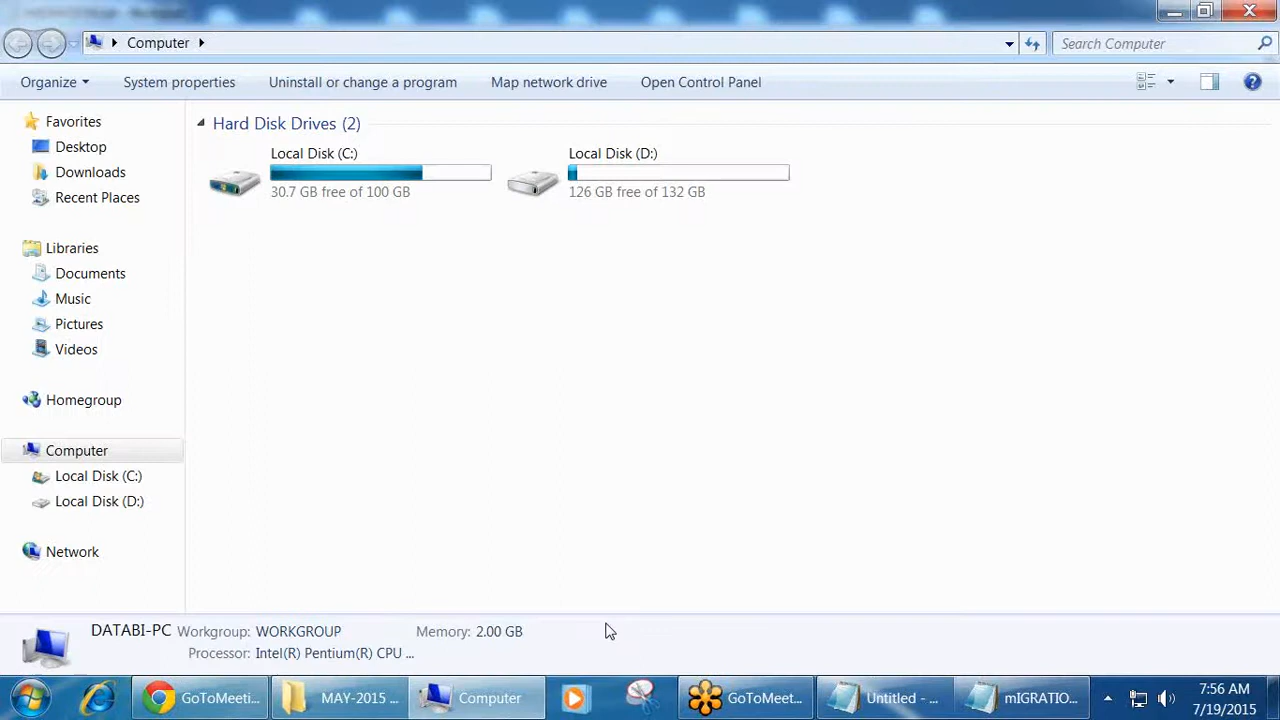 Computer
Search Computer
Organize
System properties
Uninstall or change a program
Map network drive
Open Control Panel
Favorites
Desktop
Downloads
Recent Places
Libraries
Documents
Music
Pictures
Videos
Homegroup
Computer
Local Disk (C:)
Local Disk (D:)
Network
Hard Disk Drives (2)
Local Disk (C:)
30.7 GB free of 100 GB
Local Disk (D:)
126 GB free of 132 GB
DATABI-PC
Workgroup: WORKGROUP
Memory: 2.00 GB
Processor: Intel(R) Pentium(R) CPU ...
GoToMeeti...
MAY-2015 ...
Computer
GoToMeet...
Untitled - ...
mIGRATIO...
7:56 AM
7/19/2015